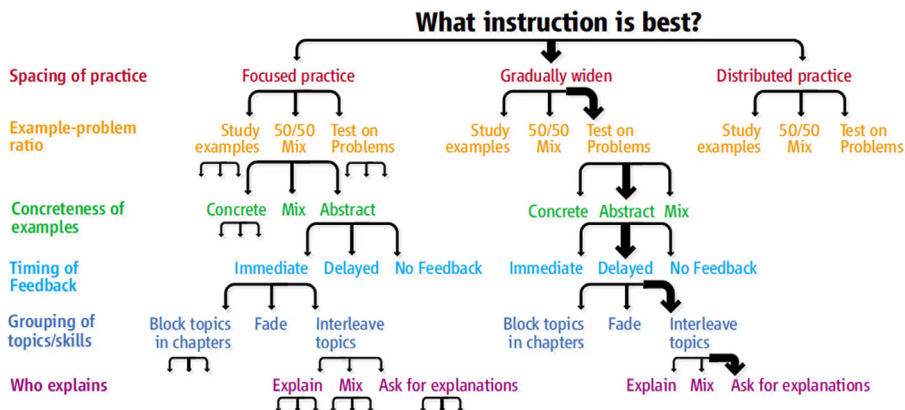 What instruction is best?
Spacing of practice Focused practice Gradually widen Distributed practice
Example-problem Study 50/50 Test on Study 50/50 Test on Study 50/50 Test on
ratio examples Mix Problems examples Mix Problems examples Mix Problems
Concreteness of Concrete Mix Abstract Concrete Abstract Mix
examples
Timing of Immediate Delayed No Feedback Immediate Delayed No Feedback
Feedback
Grouping of Block topics Fade Interleave Block topics Fade Interleave
topics/skills in chapters topics in chapters topics
Who explains Explain Mix Ask for explanations Explain Mix Ask for explanations